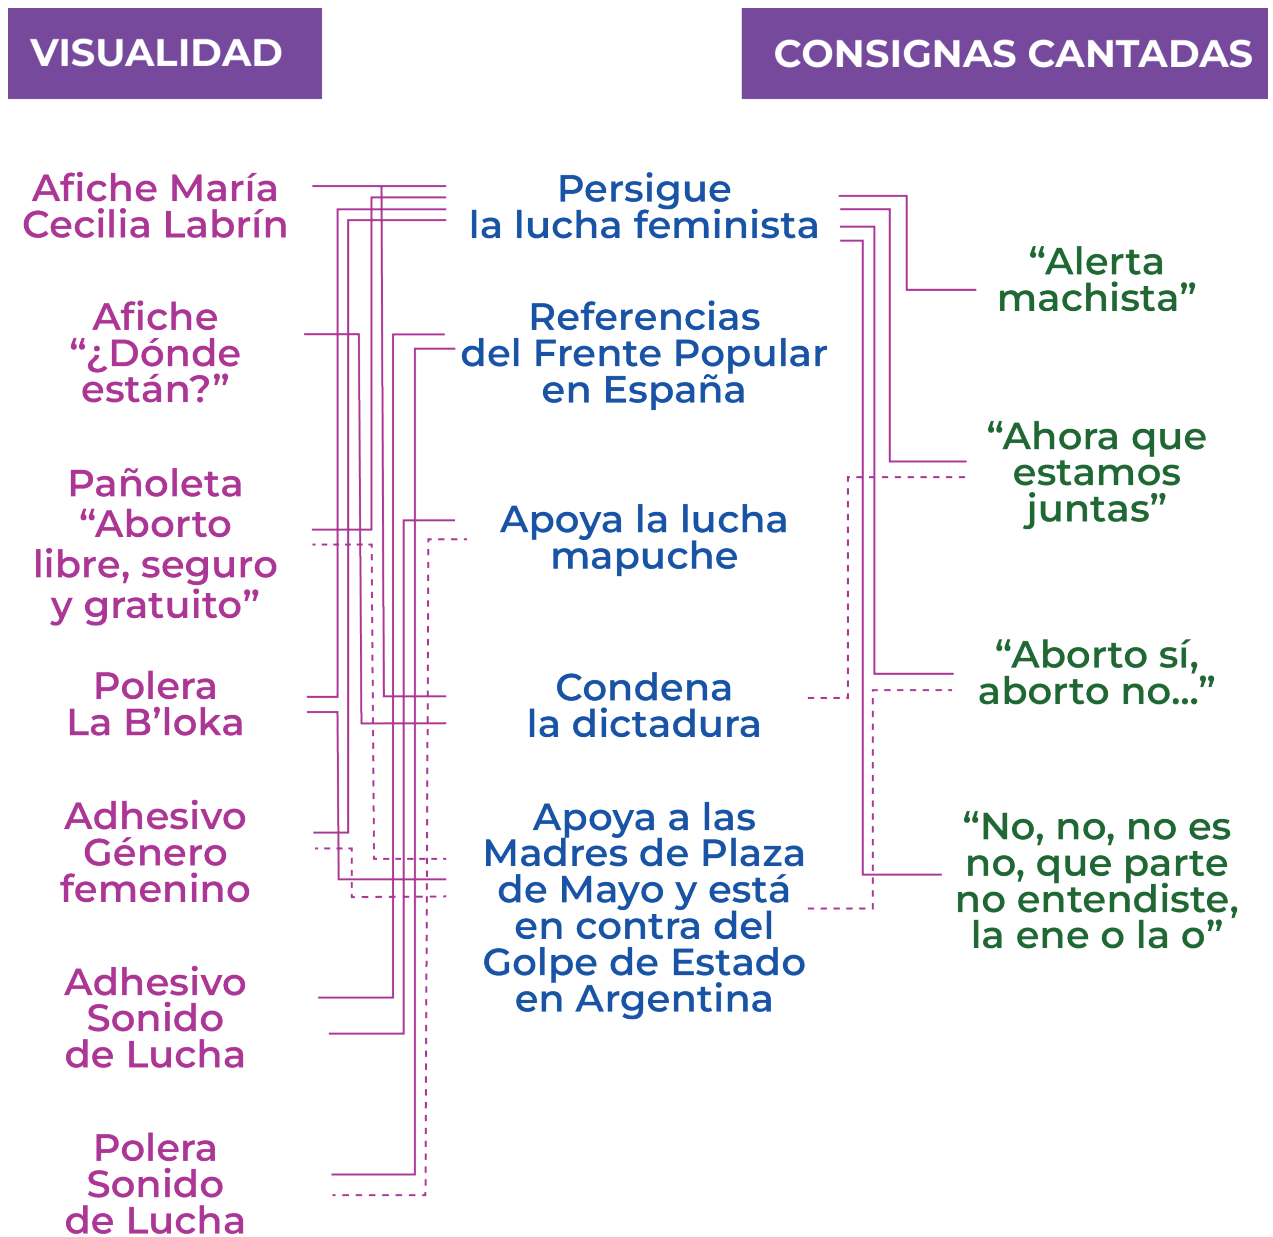 VISUALIDAD
CONSIGNAS CANTADAS
Afiche María
Cecilia Labrín
Afiche
“¿Dónde
están?”
Pañoleta
“Aborto
libre, seguro
y gratuito”
Polera
La B’loka
Adhesivo
Género
femenino
Adhesivo
Sonido
de Lucha
Polera
Sonido
de Lucha
Persigue
la lucha feminista
Referencias
del Frente Popular
en España
Apoya la lucha
mapuche
Condena
la dictadura
Apoya a las
Madres de Plaza
de Mayo y está
en contra del
Golpe de Estado
en Argentina
“Alerta
machista”
“Ahora que
estamos
juntas”
“Aborto sí,
aborto no...”
“No, no, no es
no, que parte
no entendiste,
la ene o la o”